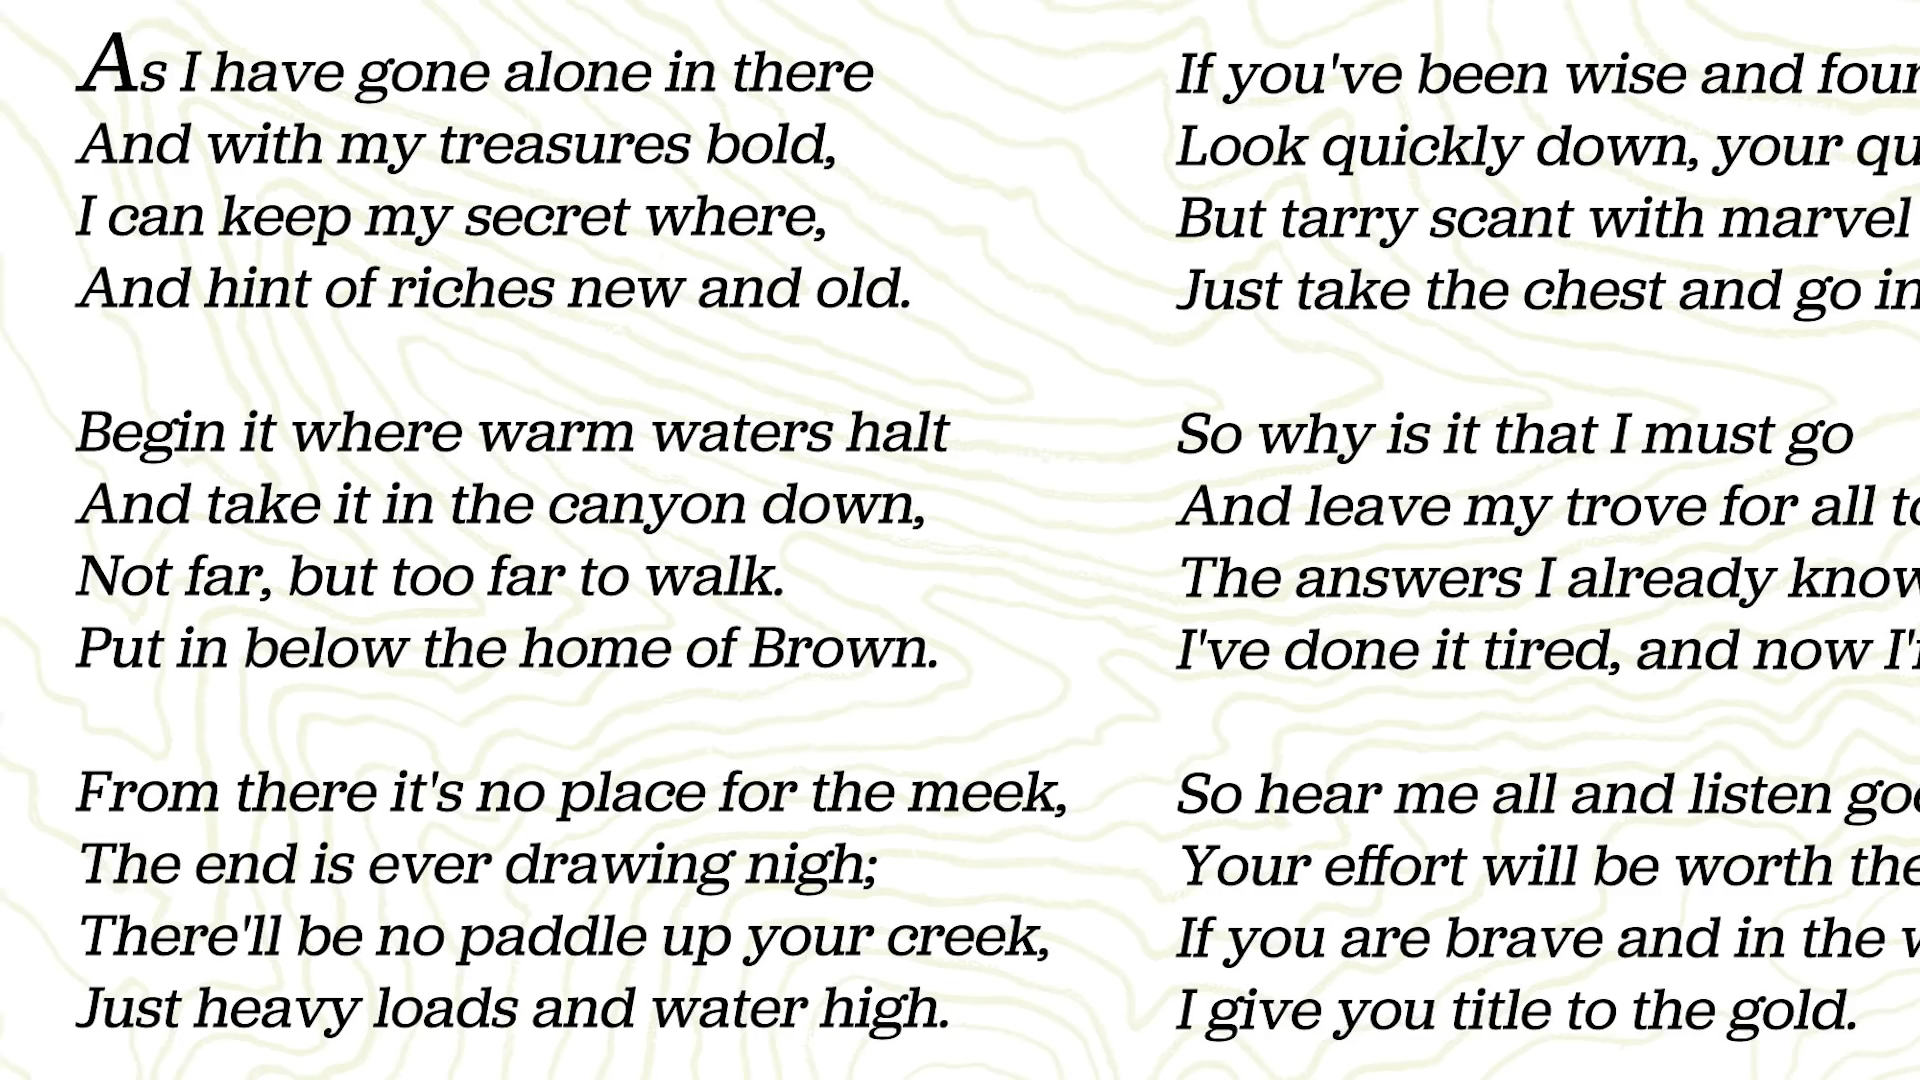 As I have gone alone in there
And with my treasures bold,
I can keep my secret where,
And hint of riches new and old.
Begin it where warm waters halt
And take it in the canyon down,
Not far, but too far to walk.
Put in below the home of Brown.
From there it's no place for the meek,
The end is ever drawing nigh;
There'll be no paddle up your creek,
Just heavy loads and water high.
If you've been wise and
Look quickly down, your
But tarry scant with marvel
Just take the chest and go
So why is it that I must go
And leave my trove for all
The answers I already
I've done it tired, and now
So hear me all and listen
Your effort will be worth
If you are brave and in the
I give you title to the gold.